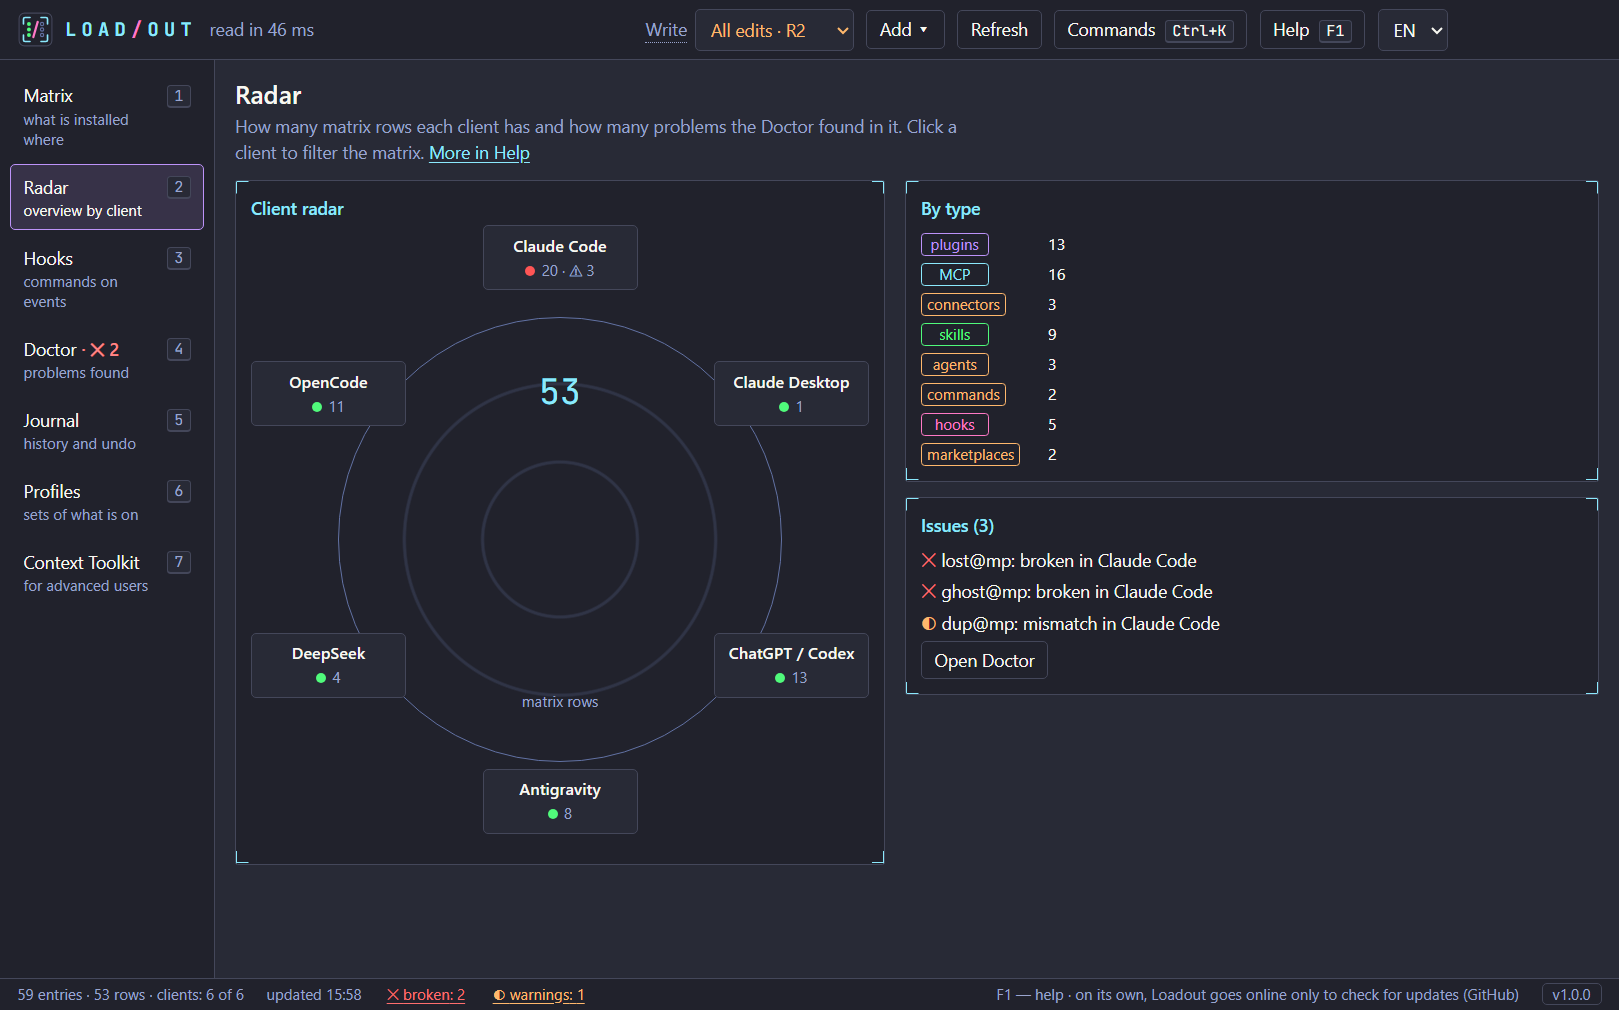 LOAD/OUT
read in 46 ms
Write
All edits · R2
Add ▼
Refresh
Commands Ctrl+K
Help F1
EN
Matrix 1
what is installed
where
Radar 2
overview by client
Hooks 3
commands on
events
Doctor · ✕ 2 4
problems found
Journal 5
history and undo
Profiles 6
sets of what is on
Context Toolkit 7
for advanced users
Radar
How many matrix rows each client has and how many problems the Doctor found in it. Click a
client to filter the matrix. More in Help
Client radar
Claude Code
20 · ⚠ 3
OpenCode
11
53
Claude Desktop
1
DeepSeek
4
ChatGPT / Codex
13
matrix rows
Antigravity
8
By type
plugins 13
MCP 16
connectors 3
skills 9
agents 3
commands 2
hooks 5
marketplaces 2
Issues (3)
✕ lost@mp: broken in Claude Code
✕ ghost@mp: broken in Claude Code
◐ dup@mp: mismatch in Claude Code
Open Doctor
59 entries · 53 rows · clients: 6 of 6
updated 15:58
✕ broken: 2
◐ warnings: 1
F1 — help · on its own, Loadout goes online only to check for updates (GitHub)
v1.0.0